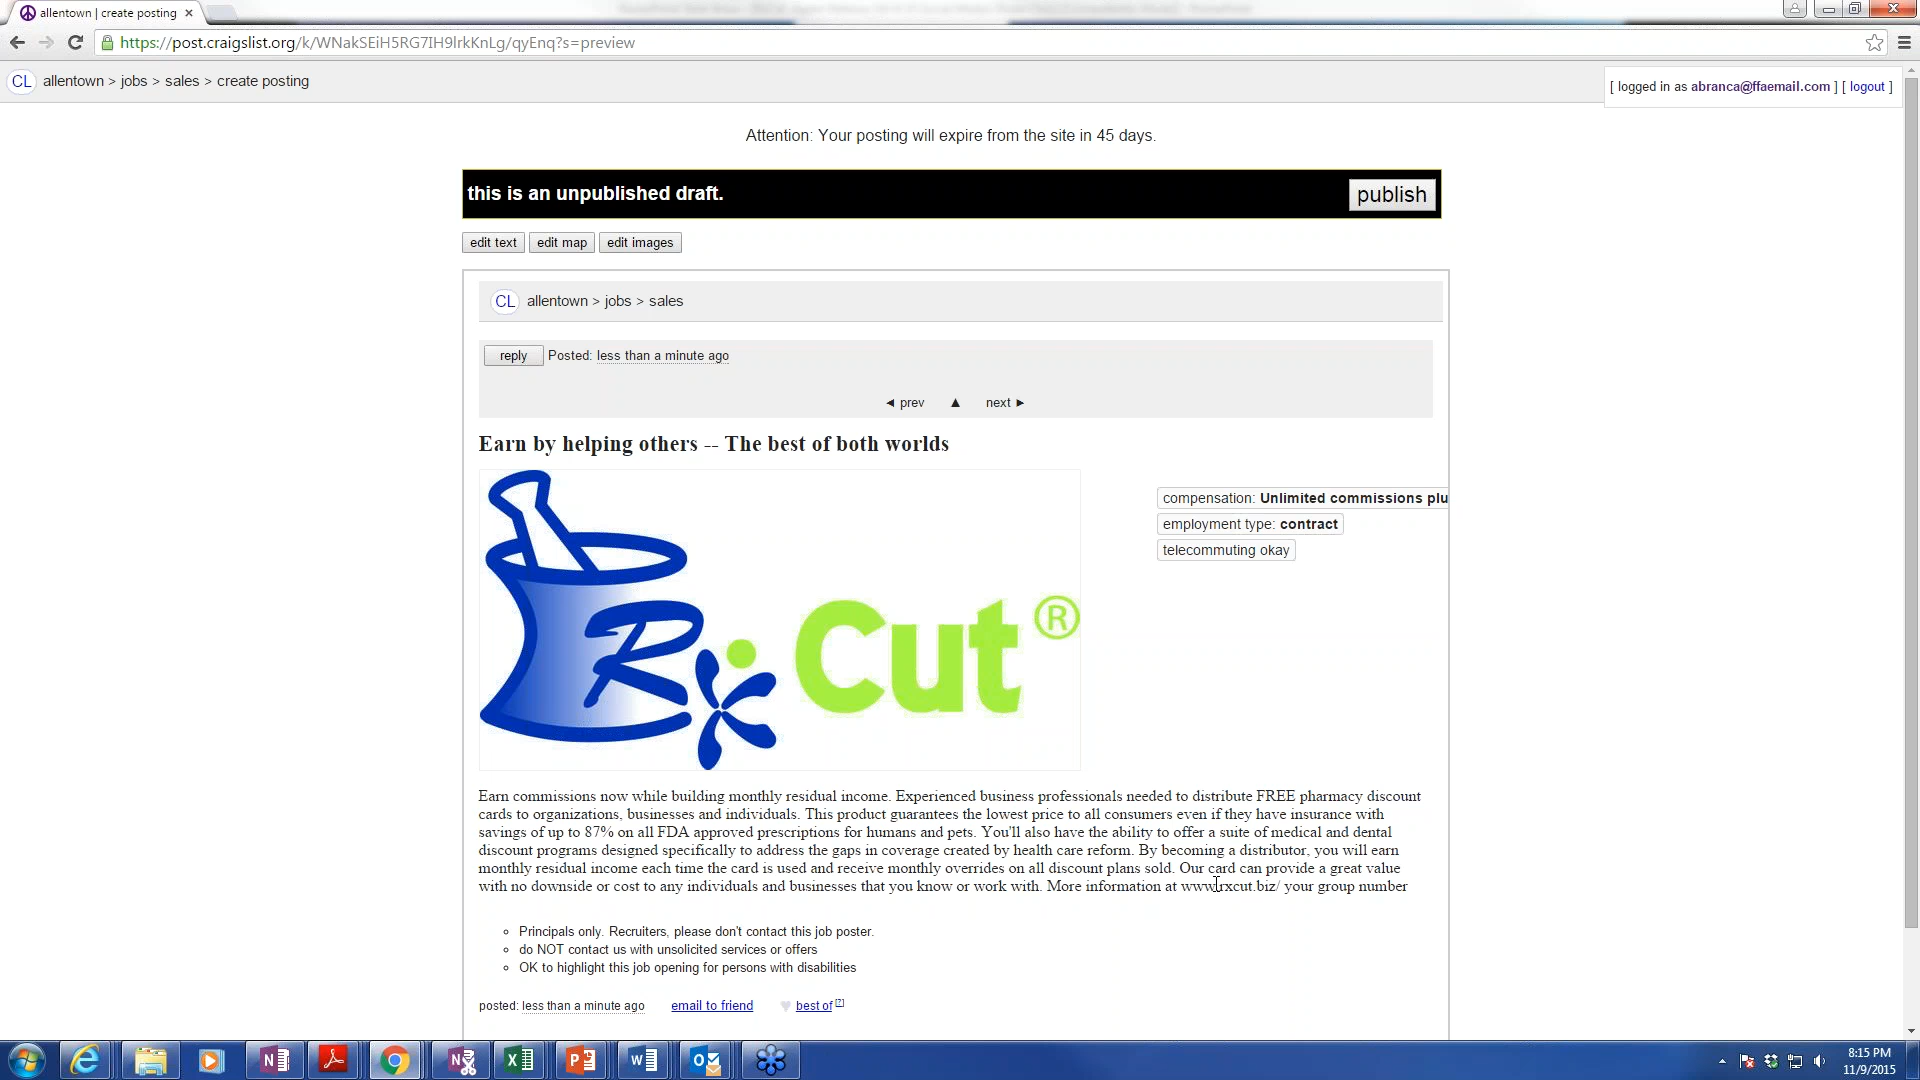 allentown | create posting
https://post.craigslist.org/k/WNakSEiH5RG7IH9lrkKnLg/qyEnq?s=preview
CL allentown > jobs > sales > create posting
[ logged in as abranca@ffaemail.com ] [ logout ]
Attention: Your posting will expire from the site in 45 days.
this is an unpublished draft.
publish
edit text edit map edit images
CL allentown > jobs > sales
reply Posted: less than a minute ago
◄ prev ▲ next ►
Earn by helping others -- The best of both worlds
Rx Cut ®
compensation: Unlimited commissions plu
employment type: contract
telecommuting okay
Earn commissions now while building monthly residual income. Experienced business professionals needed to distribute FREE pharmacy discount
cards to organizations, businesses and individuals. This product guarantees the lowest price to all consumers even if they have insurance with
savings of up to 87% on all FDA approved prescriptions for humans and pets. You'll also have the ability to offer a suite of medical and dental
discount programs designed specifically to address the gaps in coverage created by health care reform. By becoming a distributor, you will earn
monthly residual income each time the card is used and receive monthly overrides on all discount plans sold. Our card can provide a great value
with no downside or cost to any individuals and businesses that you know or work with. More information at www.rxcut.biz/ your group number
Principals only. Recruiters, please don't contact this job poster.
do NOT contact us with unsolicited services or offers
OK to highlight this job opening for persons with disabilities
posted: less than a minute ago email to friend best of [?]
8:15 PM
11/9/2015